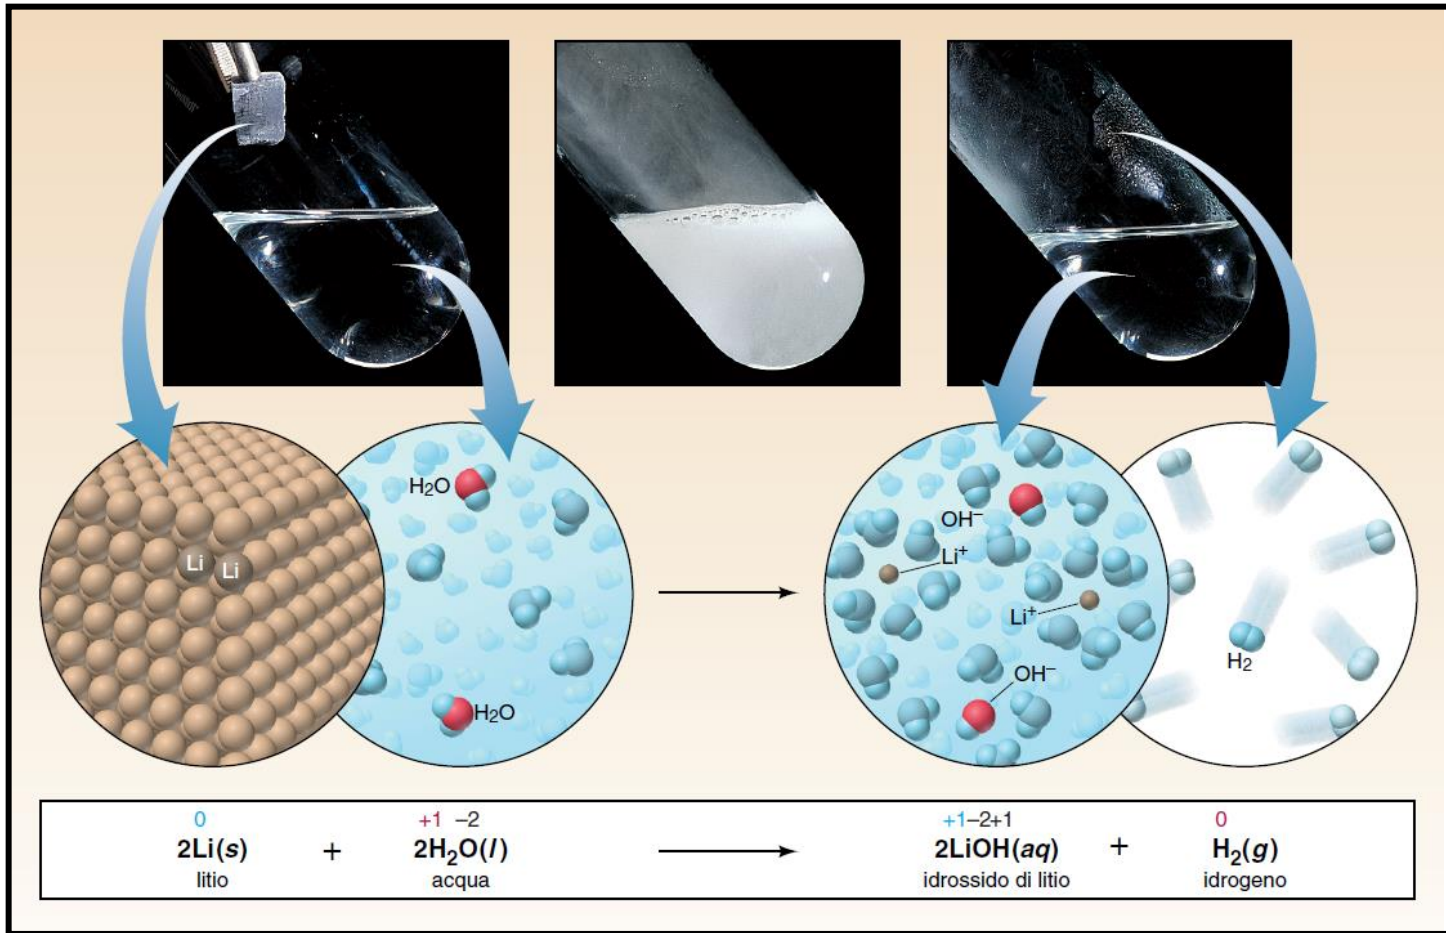 H₂O
Li
Li
H₂O
OH⁻
Li⁺
Li⁺
OH⁻
H₂
0
+1 –2
+1–2+1
0
2Li(s) + 2H₂O(l) 2LiOH(aq) + H₂(g)
litio acqua idrossido di litio idrogeno